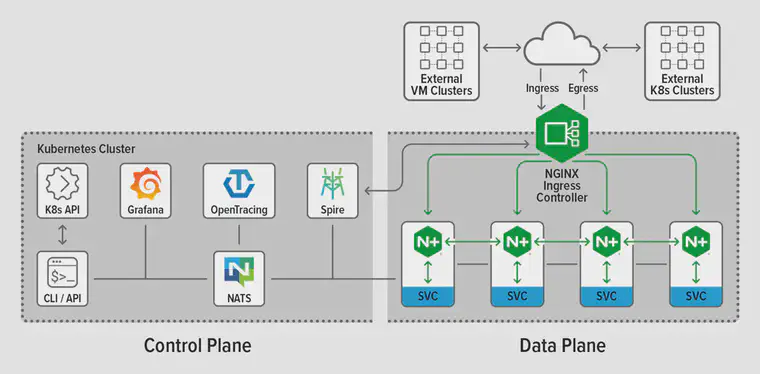 External
VM Clusters
External
K8s Clusters
Ingress
Egress
Kubernetes Cluster
K8s API
Grafana
OpenTracing
Spire
NGINX
Ingress
Controller
N+
N+
N+
N+
$>_
CLI / API
NATS
SVC
SVC
SVC
SVC
Control Plane
Data Plane